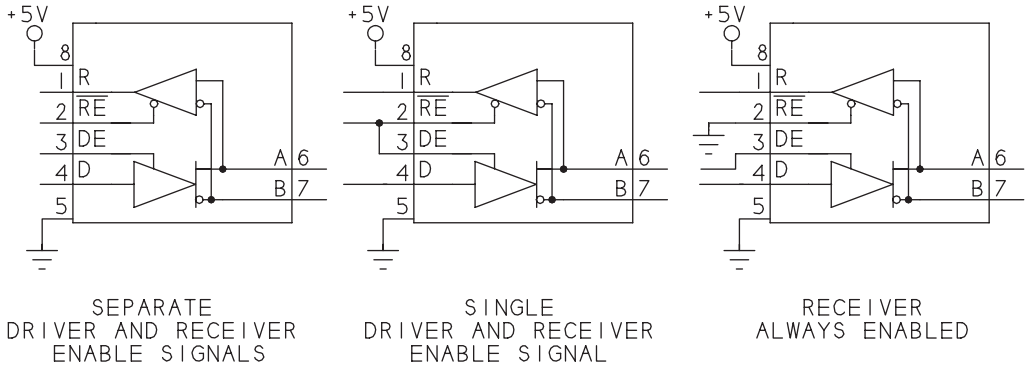 +5V
8
1 R
2 RE
3 DE
4 D
5
A 6
B 7
SEPARATE
DRIVER AND RECEIVER
ENABLE SIGNALS
+5V
8
1 R
2 RE
3 DE
4 D
5
A 6
B 7
SINGLE
DRIVER AND RECEIVER
ENABLE SIGNAL
+5V
8
1 R
2 RE
3 DE
4 D
5
A 6
B 7
RECEIVER
ALWAYS ENABLED